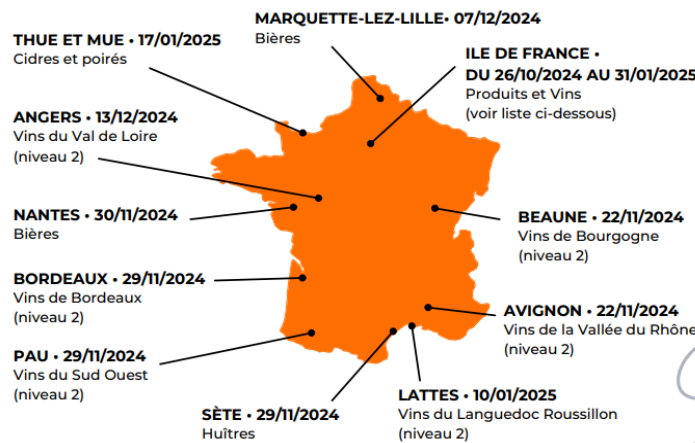 MARQUETTE-LEZ-LILLE • 07/12/2024
Bières
THUE ET MUE • 17/01/2025
Cidres et poirés
ILE DE FRANCE •
DU 26/10/2024 AU 31/01/2025
Produits et Vins
(voir liste ci-dessous)
ANGERS • 13/12/2024
Vins du Val de Loire
(niveau 2)
NANTES • 30/11/2024
Bières
BEAUNE • 22/11/2024
Vins de Bourgogne
(niveau 2)
BORDEAUX • 29/11/2024
Vins de Bordeaux
(niveau 2)
AVIGNON • 22/11/2024
Vins de la Vallée du Rhône
(niveau 2)
PAU • 29/11/2024
Vins du Sud Ouest
(niveau 2)
SÈTE • 29/11/2024
Huîtres
LATTES • 10/01/2025
Vins du Languedoc Roussillon
(niveau 2)